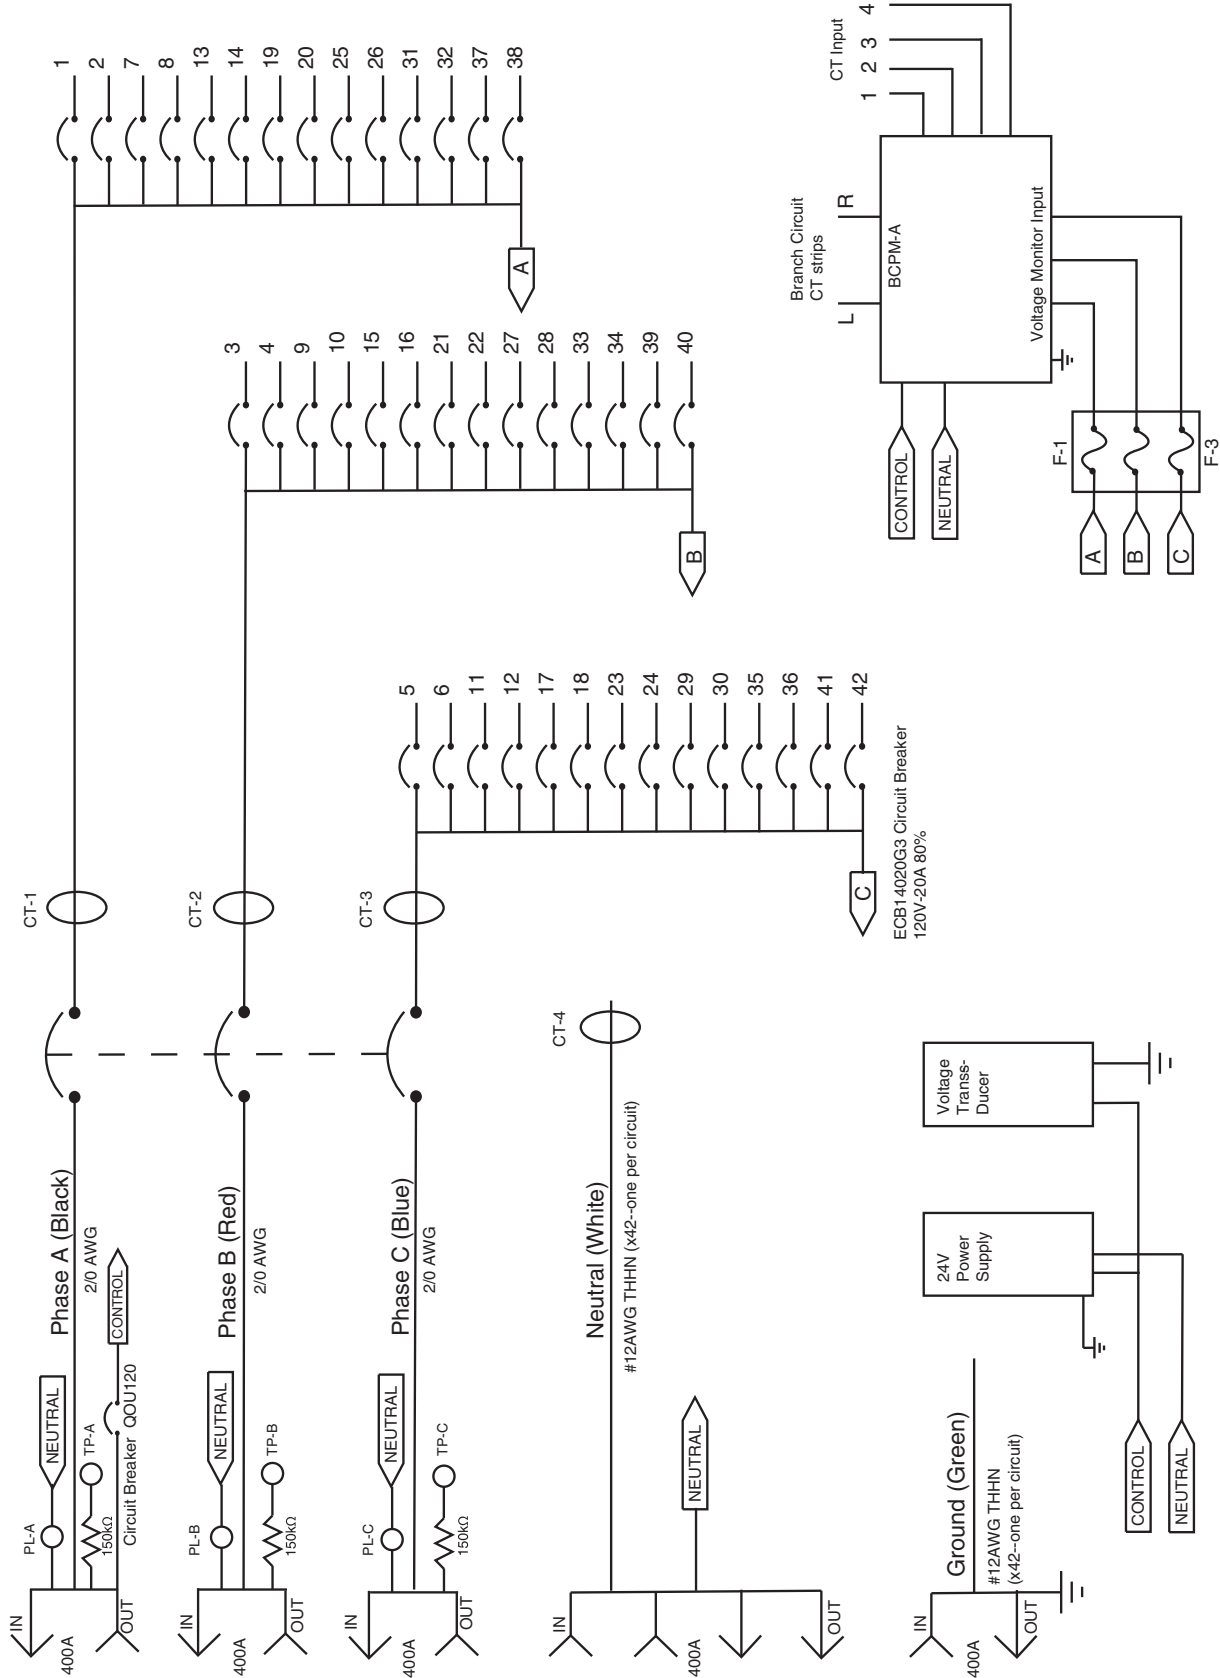 IN
400A
OUT
PL-A
NEUTRAL
150kΩ
TP-A
Circuit Breaker QOU120
CONTROL
Phase A (Black)
2/0 AWG
CT-1
1
2
7
8
13
14
19
20
25
26
31
32
37
38
A
IN
400A
OUT
PL-B
NEUTRAL
150kΩ
TP-B
Phase B (Red)
2/0 AWG
CT-2
3
4
9
10
15
16
21
22
27
28
33
34
39
40
B
IN
400A
OUT
PL-C
NEUTRAL
150kΩ
TP-C
Phase C (Blue)
2/0 AWG
CT-3
5
6
11
12
17
18
23
24
29
30
35
36
41
42
C
ECB14020G3 Circuit Breaker
120V-20A 80%
IN
400A
OUT
NEUTRAL
Neutral (White)
#12AWG THHN (x42--one per circuit)
CT-4
IN
400A
OUT
Ground (Green)
#12AWG THHN
(x42--one per circuit)
CONTROL
NEUTRAL
24V
Power
Supply
Voltage
Transs-
Ducer
Branch Circuit
CT strips
L
R
CT Input
1
2
3
4
BCPM-A
Voltage Monitor Input
CONTROL
NEUTRAL
F-1
A
B
C
F-3